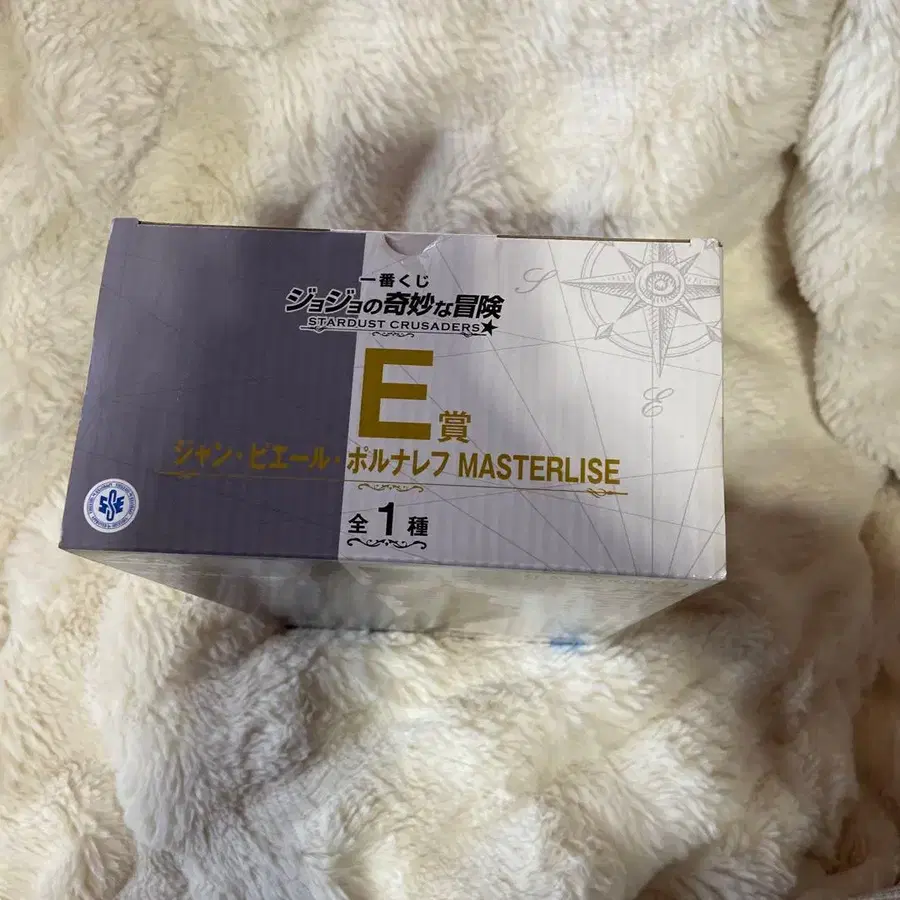 一番くじ
ジョジョの奇妙な冒険
STARDUST CRUSADERS★
E賞
ジャン・ピエール・ポルナレフ MASTERLISE
全1種
S
E